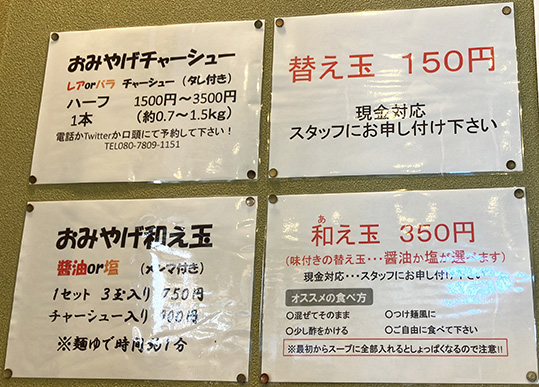 おみやげチャーシュー
レアorバラ チャーシュー(タレ付き)
ハーフ 1500円〜3500円
1本 (約0.7〜1.5kg)
電話かTwitterか口頭にて予約して下さい!
TEL080-7809-1151
替え玉 150円
現金対応
スタッフにお申し付け下さい
おみやげ和え玉
醤油or塩 (メンマ付き)
1セット 3玉入り 750円
チャーシュー入り 900円
※麺ゆで時間約1分
あ
和え玉 350円
(味付きの替え玉・・・醤油か塩が選べます)
現金対応・・・スタッフにお申し付け下さい
オススメの食べ方
○混ぜてそのまま ○つけ麺風に
○少し酢をかける ○ご自由に食べて下さい
※最初からスープに全部入れるとしょっぱくなるので注意!!